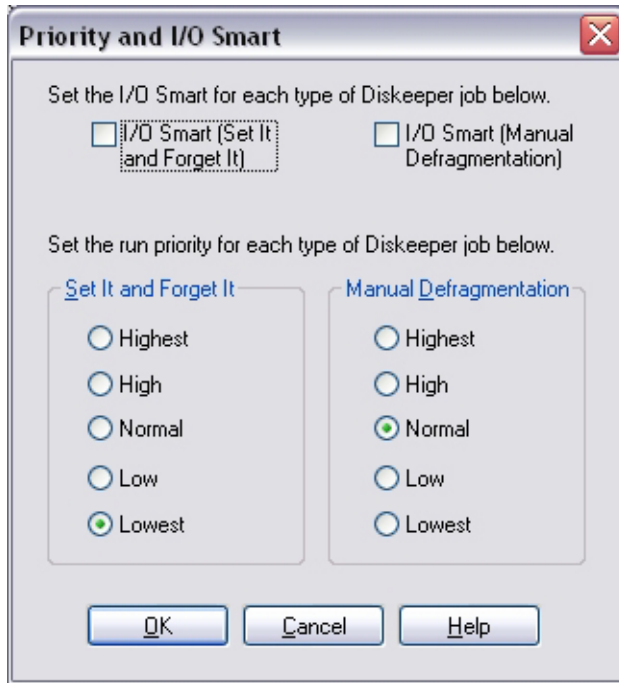 Priority and I/O Smart
Set the I/O Smart for each type of Diskeeper job below.
I/O Smart (Set It
and Forget It)
I/O Smart (Manual
Defragmentation)
Set the run priority for each type of Diskeeper job below.
Set It and Forget It
Highest
High
Normal
Low
Lowest
Manual Defragmentation
Highest
High
Normal
Low
Lowest
OK
Cancel
Help